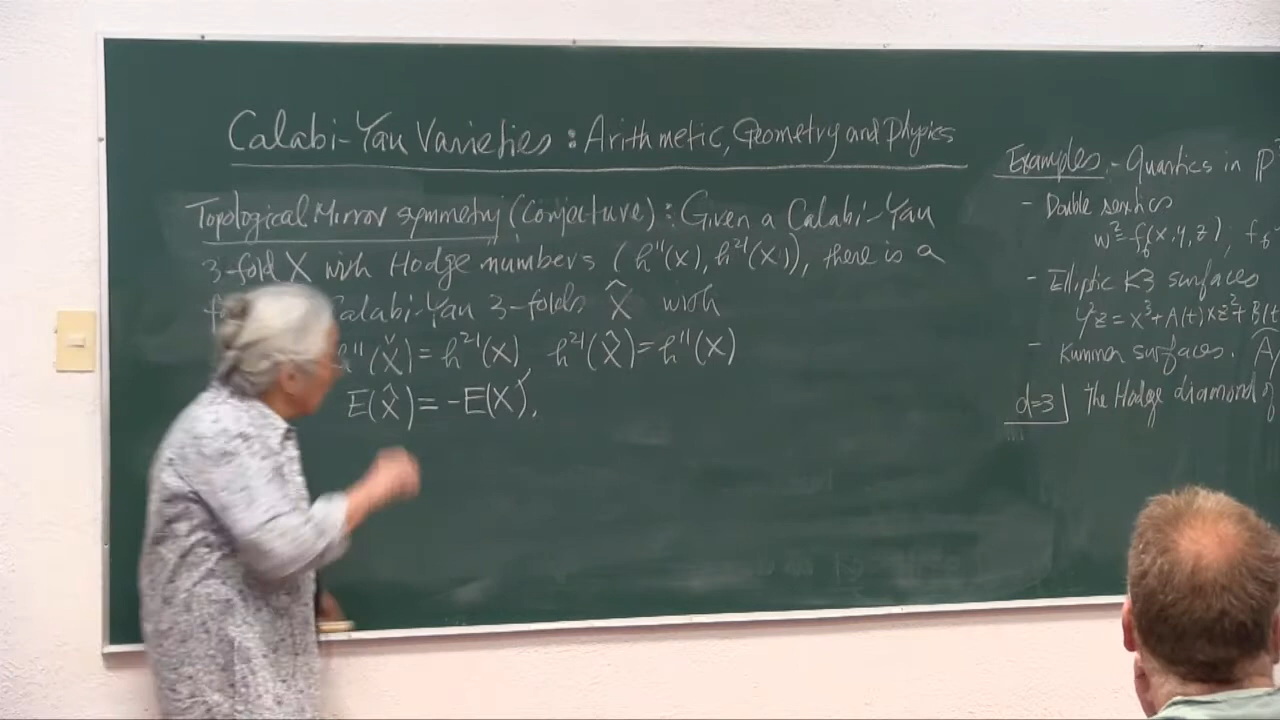 Calabi-Yau Varieties : Arithmetic, Geometry and Physics
Topological Mirror symmetry (Conjecture) : Given a Calabi-Yau
3-fold X with Hodge numbers (h¹¹(X), h²¹(X)), there is a
Calabi-Yau 3-folds X̂ with
h¹¹(X̌) = h²¹(X), h²¹(X̂) = h¹¹(X)
E(X̂) = -E(X).
Examples. - Quantics in P
- Double sextics
w² = f₆(x, y, z), f₆
- Elliptic K3 surfaces
y²z = x³ + A(t)xz² + B(t
- Kummer surfaces.
d=3 The Hodge diamond of